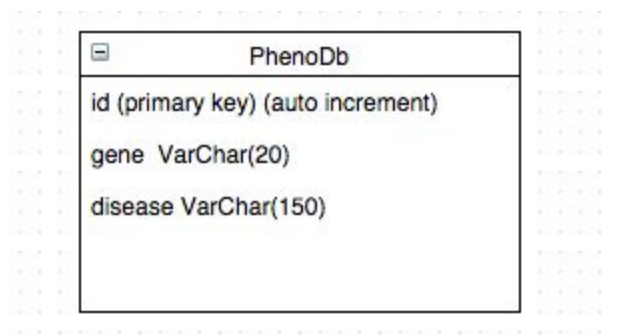 PhenoDb
id (primary key) (auto increment)
gene VarChar(20)
disease VarChar(150)